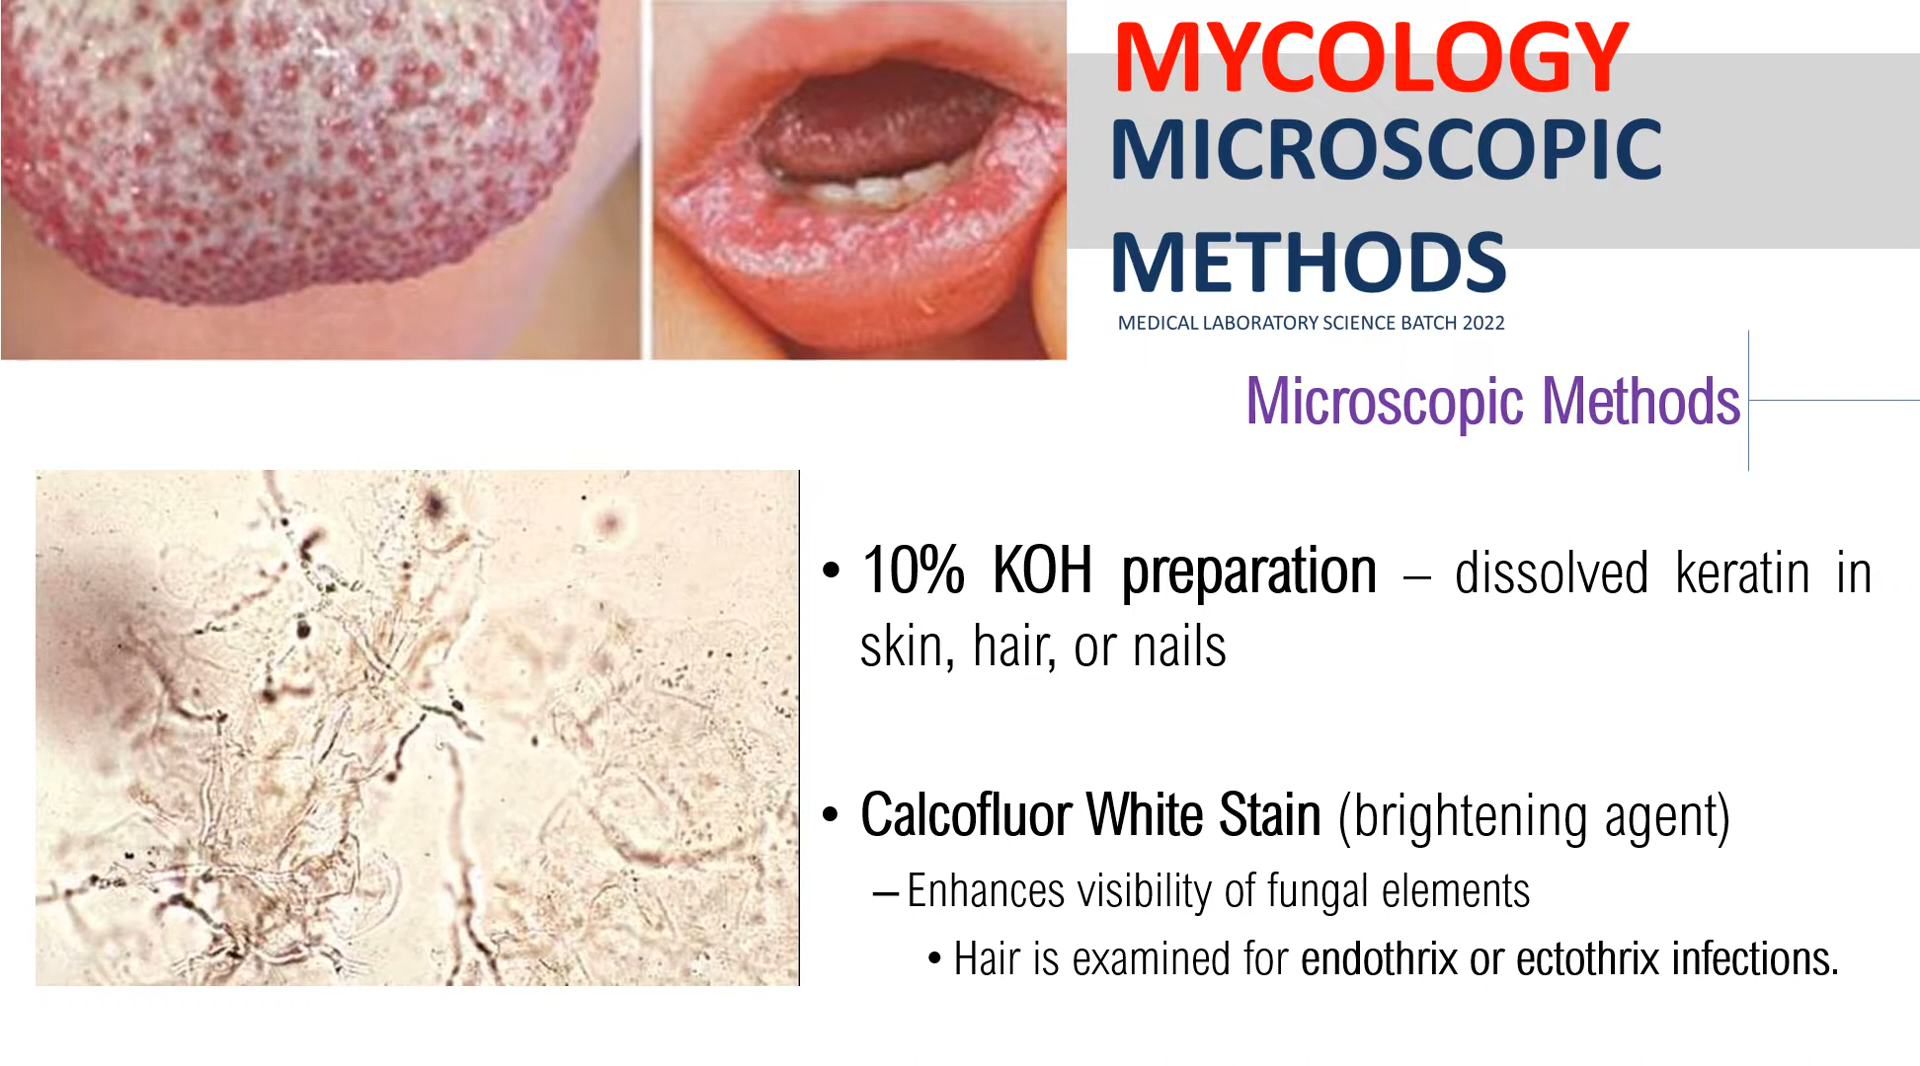 MYCOLOGY
MICROSCOPIC
METHODS
MEDICAL LABORATORY SCIENCE BATCH 2022
Microscopic Methods
• 10% KOH preparation – dissolved keratin in
skin, hair, or nails
• Calcofluor White Stain (brightening agent)
– Enhances visibility of fungal elements
• Hair is examined for endothrix or ectothrix infections.